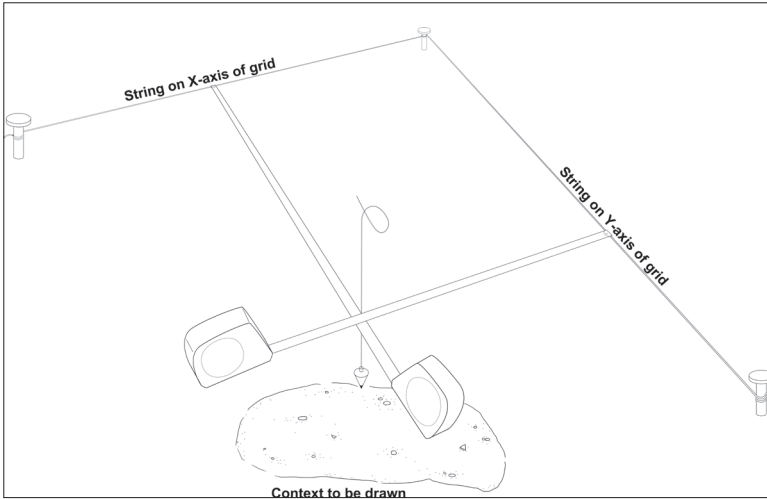 String on X-axis of grid
String on Y-axis of grid
Context to be drawn